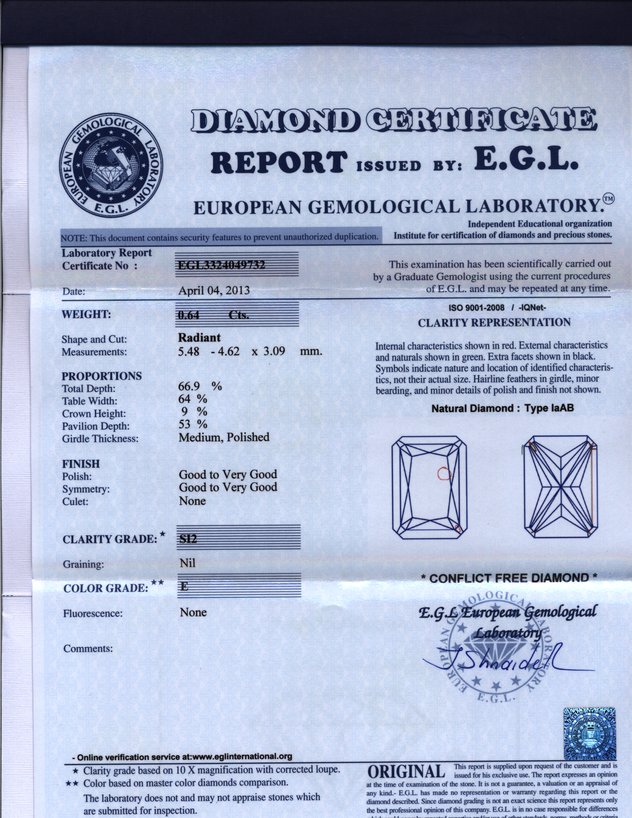 EUROPEAN GEMOLOGICAL LABORATORY
E.G.L.
DIAMOND CERTIFICATE
REPORT ISSUED BY: E.G.L.
EUROPEAN GEMOLOGICAL LABORATORY.™
Independent Educational organization
Institute for certification of diamonds and precious stones.
NOTE: This document contains security features to prevent unauthorized duplication.
Laboratory Report
Certificate No : EGL3324049732
This examination has been scientifically carried out
by a Graduate Gemologist using the current procedures
of E.G.L. and may be repeated at any time.
Date: April 04, 2013
WEIGHT: 0.64 Cts.
Shape and Cut: Radiant
Measurements: 5.48 - 4.62 x 3.09 mm.
PROPORTIONS
Total Depth: 66.9 %
Table Width: 64 %
Crown Height: 9 %
Pavilion Depth: 53 %
Girdle Thickness: Medium, Polished
FINISH
Polish: Good to Very Good
Symmetry: Good to Very Good
Culet: None
CLARITY GRADE: * SI2
Graining: Nil
COLOR GRADE: ** E
Fluorescence: None
Comments:
ISO 9001-2008 / -IQNet-
CLARITY REPRESENTATION
Internal characteristics shown in red. External characteristics
and naturals shown in green. Extra facets shown in black.
Symbols indicate nature and location of identified characteris-
tics, not their actual size. Hairline feathers in girdle, minor
bearding, and minor details of polish and finish not shown.
Natural Diamond : Type IaAB
* CONFLICT FREE DIAMOND *
E.G.L European Gemological
Laboratory
EUROPEAN GEMOLOGICAL LABORATORY
E.G.L.
- Online verification service at:www.eglinternational.org
* Clarity grade based on 10 X magnification with corrected loupe.
** Color based on master color diamonds comparison.
The laboratory does not and may not appraise stones which
are submitted for inspection.
ORIGINAL This report is supplied upon request of the customer and is
issued for his exclusive use. The report expresses an opinion
at the time of examination of the stone. It is not a guarantee, a valuation or an appraisal of
any kind.- E.G.L. has made no representation or warranty regarding this report or the
diamond described. Since diamond grading is not an exact science this report represents only
the best professional opinion of this company. E.G.L. is in no case responsible for differences